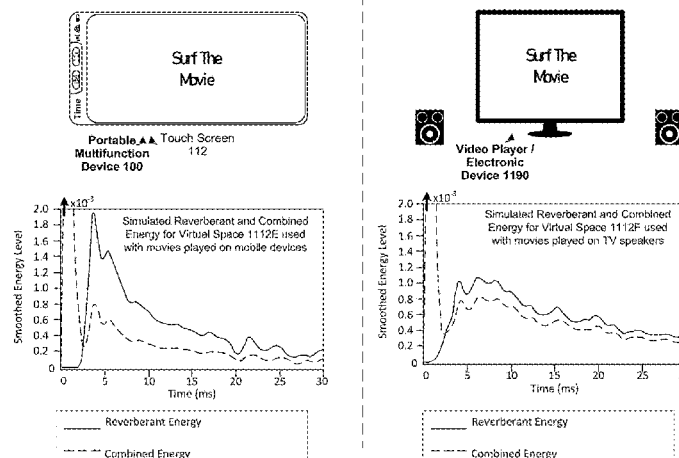 Surf The
Movie
Time
Portable
Multifunction
Device 100
Touch Screen
112
x10-3
Simulated Reverberant and Combined
Energy for Virtual Space 1112E used
with movies played on mobile devices
Smoothed Energy Level
2.0
1.8
1.6
1.4
1.2
1.0
0.8
0.6
0.4
0.2
0
0 5 10 15 20 25 30
Time (ms)
Reverberant Energy
Combined Energy
Surf The
Movie
Video Player /
Electronic
Device 1190
x10-3
Simulated Reverberant and Combined
Energy for Virtual Space 1112F used
with movies played on TV speakers
Smoothed Energy Level
2.0
1.8
1.6
1.4
1.2
1.0
0.8
0.6
0.4
0.2
0
0 5 10 15 20 25
Time (ms)
Reverberant Energy
Combined Energy